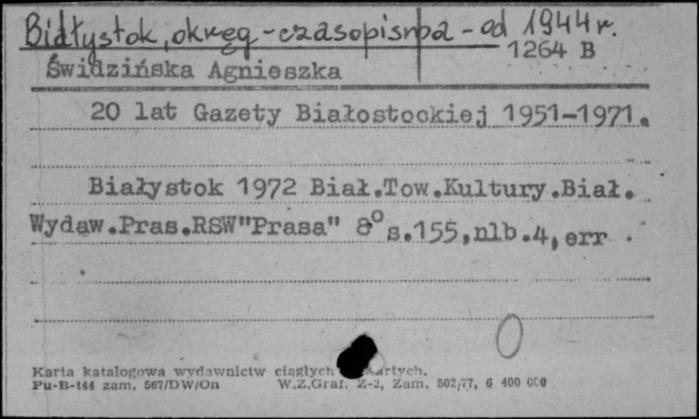 Białystok, okręg - czasopisma - od 1944 r.
1264 B
Świdzińska Agnieszka
20 lat Gazety Białostockiej 1951-1971.
Białystok 1972 Biał.Tow.Kultury.Biał.
Wydaw.Pras.RSW"Prasa" 8° s.155,nlb.4,err.
0
Karta katalogowa wydawnictw ciągłych
Pu-B-144 zam. 567/DW/On W.Z.Graf. Z-2, Zam. 502/77, 6 400 000